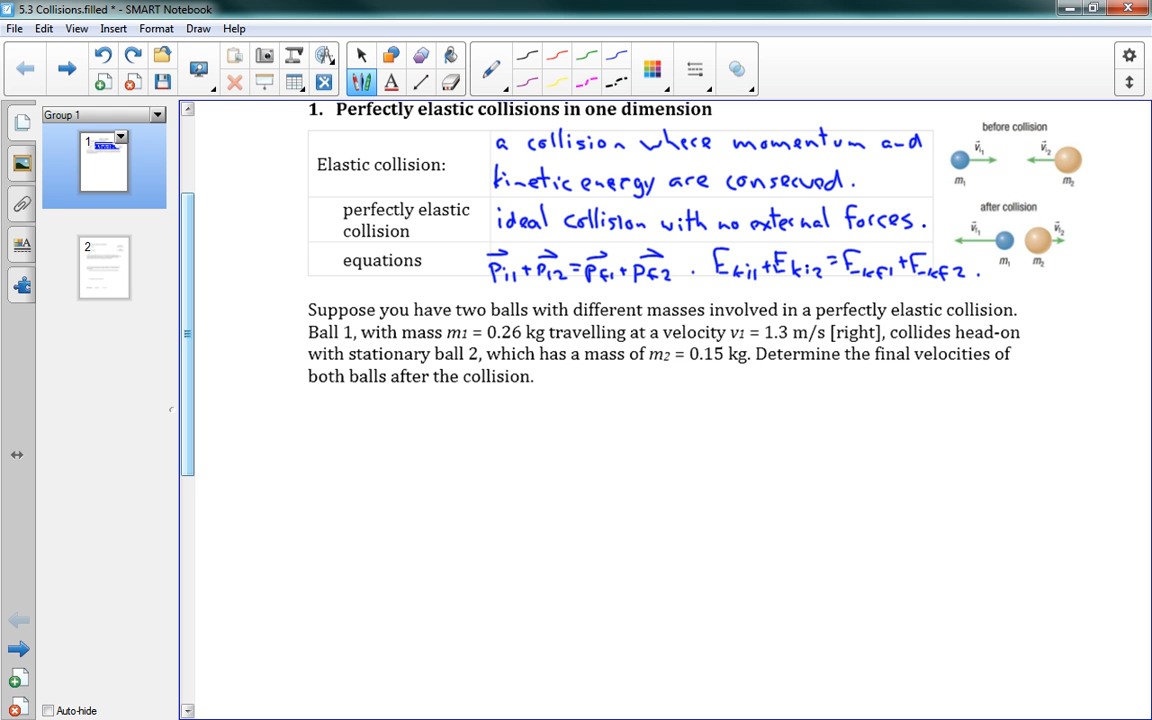 5.3 Collisions.filled * - SMART Notebook
File Edit View Insert Format Draw Help
Group 1
1
2
Auto-hide
1. Perfectly elastic collisions in one dimension
Elastic collision: a collision where momentum and
kinetic energy are conserved.
perfectly elastic
collision
ideal collision with no external forces.
equations p⃗i1 + p⃗i2 = p⃗f1 + p⃗f2 . Eki1 + Eki2 = Ekf1 + Ekf2 .
before collision
v⃗i1 v⃗i2
m1 m2
after collision
v⃗f1 v⃗f2
m1 m2
Suppose you have two balls with different masses involved in a perfectly elastic collision.
Ball 1, with mass m1 = 0.26 kg travelling at a velocity v1 = 1.3 m/s [right], collides head-on
with stationary ball 2, which has a mass of m2 = 0.15 kg. Determine the final velocities of
both balls after the collision.